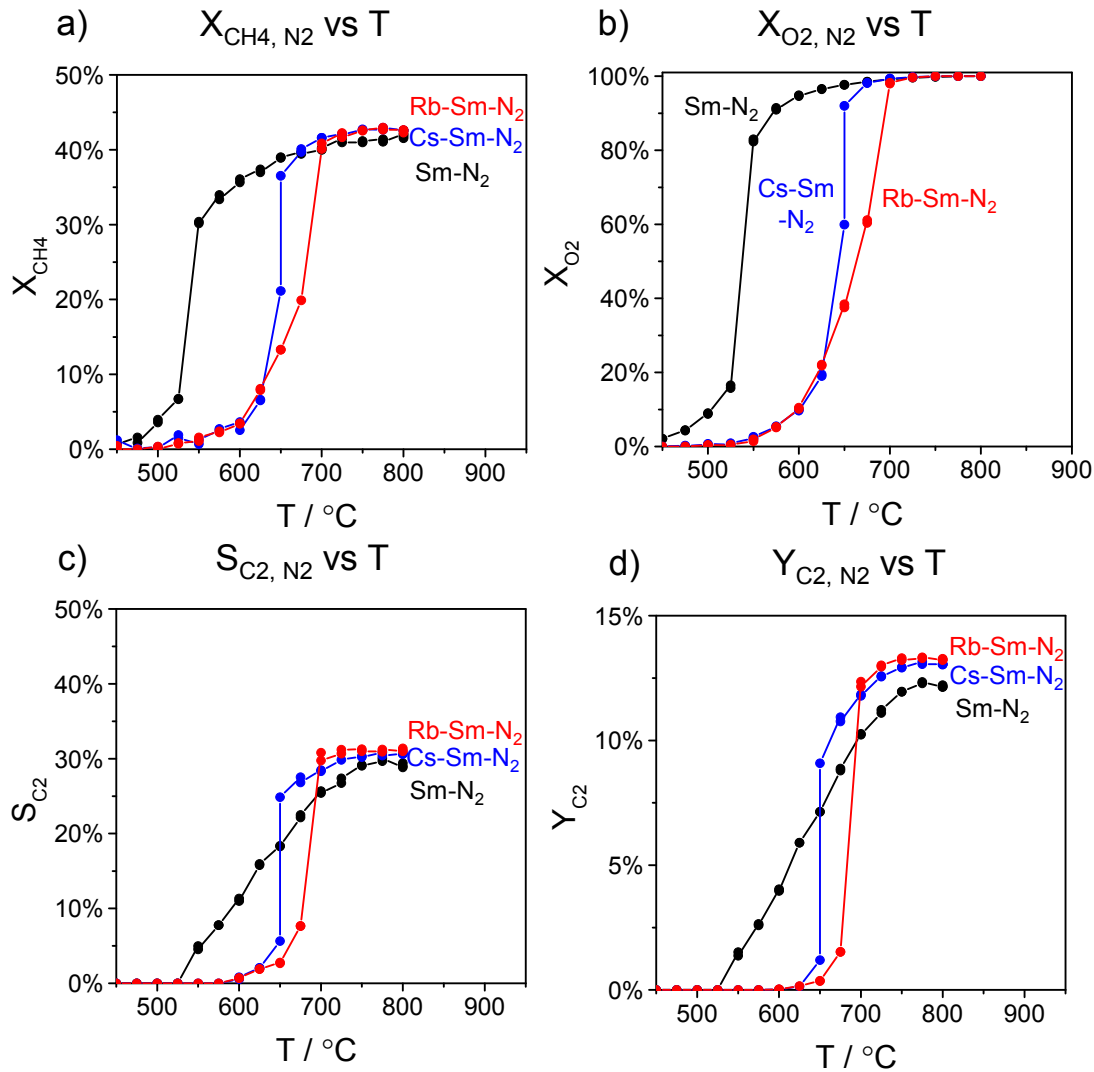 a)
X_CH4, N2 vs T
50%
40%
30%
20%
10%
0%
X_CH4
Rb-Sm-N₂
Cs-Sm-N₂
Sm-N₂
500 600 700 800 900
T / °C
b)
X_O2, N2 vs T
100%
80%
60%
40%
20%
0%
X_O2
Sm-N₂
Cs-Sm
-N₂
Rb-Sm-N₂
500 600 700 800 900
T / °C
c)
S_C2, N2 vs T
50%
40%
30%
20%
10%
0%
S_C2
Rb-Sm-N₂
Cs-Sm-N₂
Sm-N₂
500 600 700 800 900
T / °C
d)
Y_C2, N2 vs T
15%
10%
5%
0%
Y_C2
Rb-Sm-N₂
Cs-Sm-N₂
Sm-N₂
500 600 700 800 900
T / °C